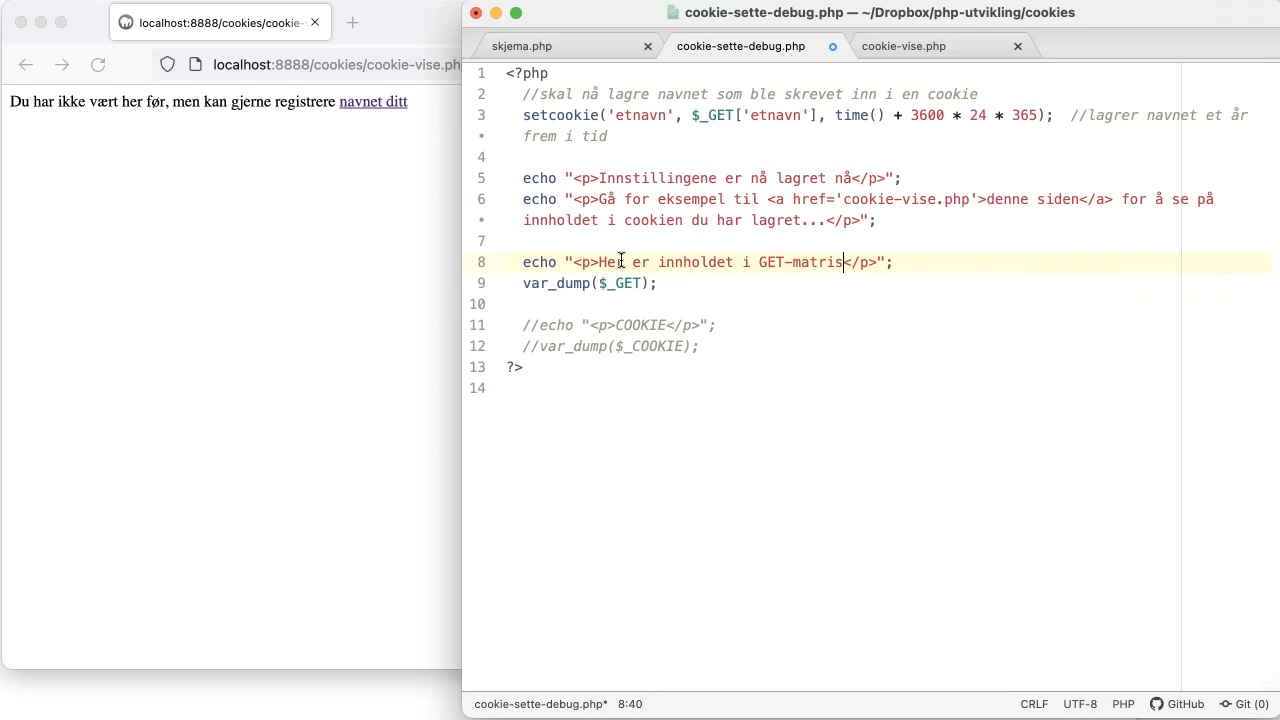 localhost:8888/cookies/cookie-
localhost:8888/cookies/cookie-vise.ph
Du har ikke vært her før, men kan gjerne registrere navnet ditt
cookie-sette-debug.php — ~/Dropbox/php-utvikling/cookies
skjema.php
cookie-sette-debug.php
cookie-vise.php
1 <?php
2 //skal nå lagre navnet som ble skrevet inn i en cookie
3 setcookie('etnavn', $_GET['etnavn'], time() + 3600 * 24 * 365); //lagrer navnet et år
• frem i tid
4
5 echo "<p>Innstillingene er nå lagret nå</p>";
6 echo "<p>Gå for eksempel til <a href='cookie-vise.php'>denne siden</a> for å se på
• innholdet i cookien du har lagret...</p>";
7
8 echo "<p>Her er innholdet i GET-matris</p>";
9 var_dump($_GET);
10
11 //echo "<p>COOKIE</p>";
12 //var_dump($_COOKIE);
13 ?>
14
cookie-sette-debug.php* 8:40 CRLF UTF-8 PHP GitHub Git (0)